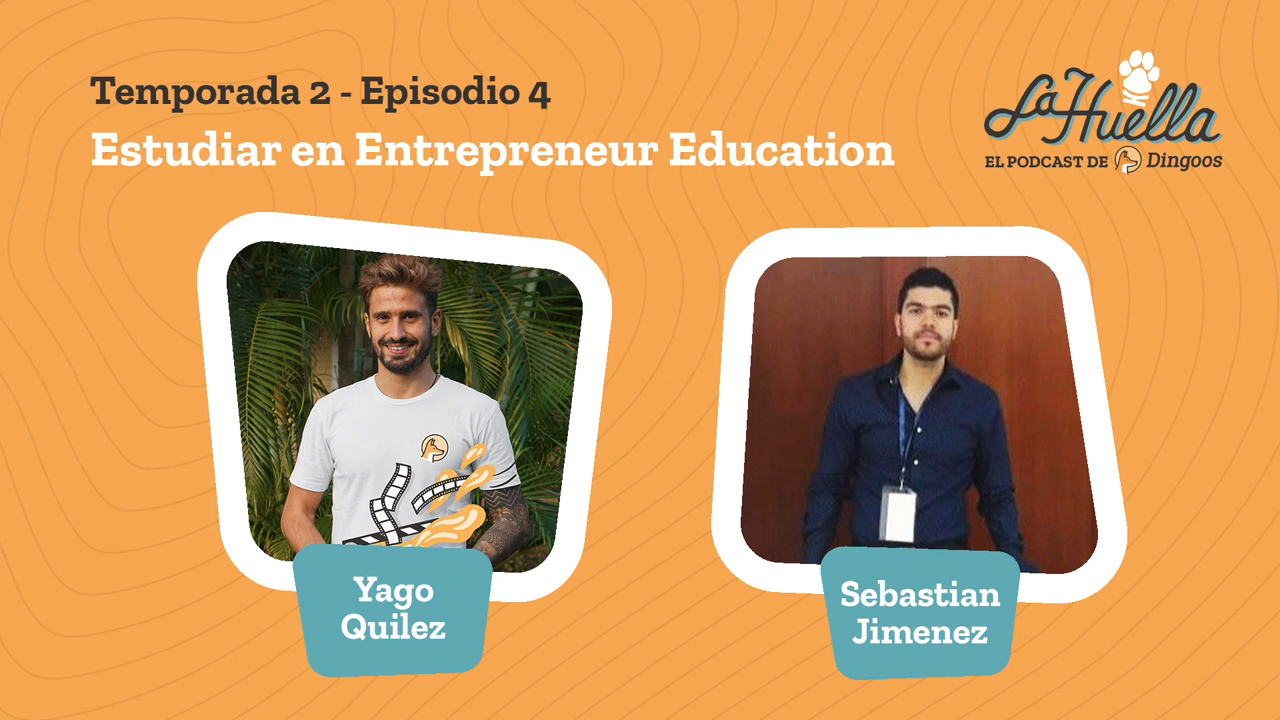 Temporada 2 - Episodio 4
Estudiar en Entrepreneur Education
La Huella
EL PODCAST DE Dingoos
Yago
Quilez
Sebastian
Jimenez